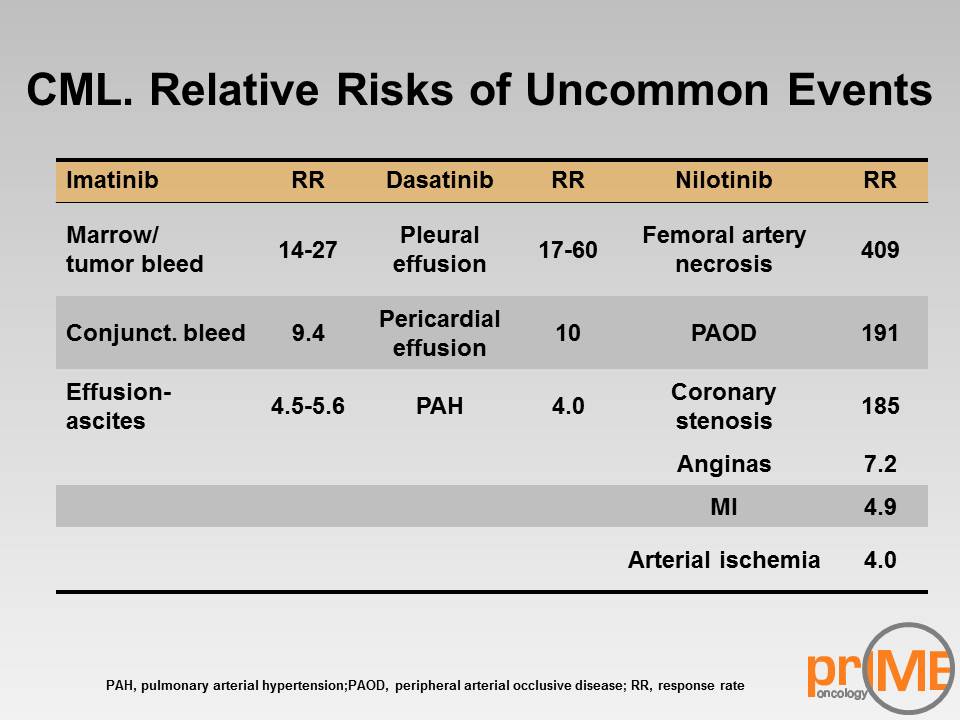 CML. Relative Risks of Uncommon Events
Imatinib RR Dasatinib RR Nilotinib RR
Marrow/
tumor bleed 14-27 Pleural
effusion 17-60 Femoral artery
necrosis 409
Conjunct. bleed 9.4 Pericardial
effusion 10 PAOD 191
Effusion-
ascites 4.5-5.6 PAH 4.0 Coronary
stenosis 185
Anginas 7.2
MI 4.9
Arterial ischemia 4.0
PAH, pulmonary arterial hypertension;PAOD, peripheral arterial occlusive disease; RR, response rate
prIME
oncology